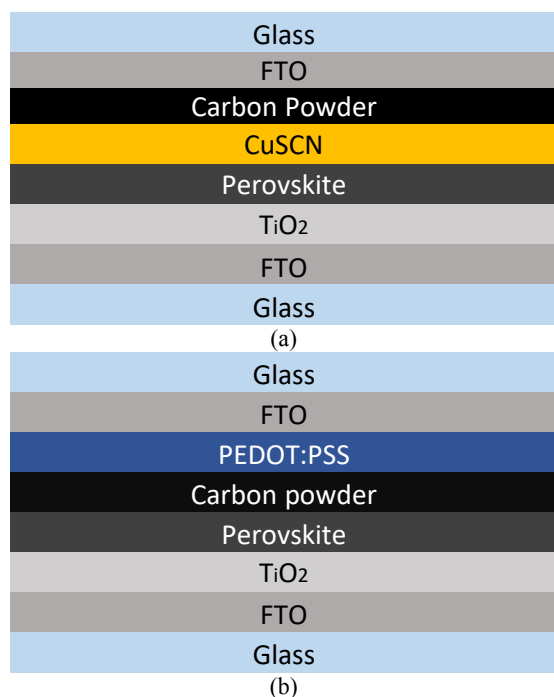 Glass
FTO
Carbon Powder
CuSCN
Perovskite
TiO2
FTO
Glass
(a)
Glass
FTO
PEDOT:PSS
Carbon powder
Perovskite
TiO2
FTO
Glass
(b)